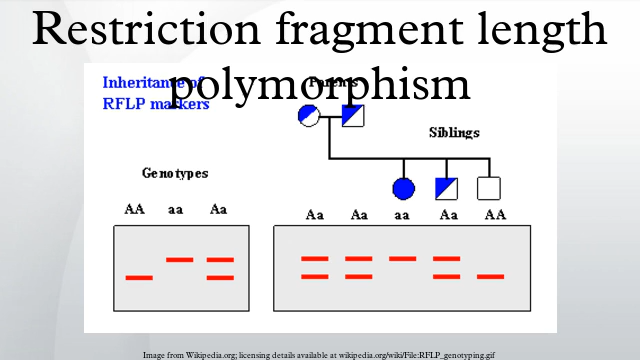 Restriction fragment length
polymorphism
Inheritance of
RFLP markers
Parents
Siblings
Genotypes
AA aa Aa
Aa Aa aa Aa AA
Image from Wikipedia.org; licensing details available at wikipedia.org/wiki/File:RFLP_genotyping.gif